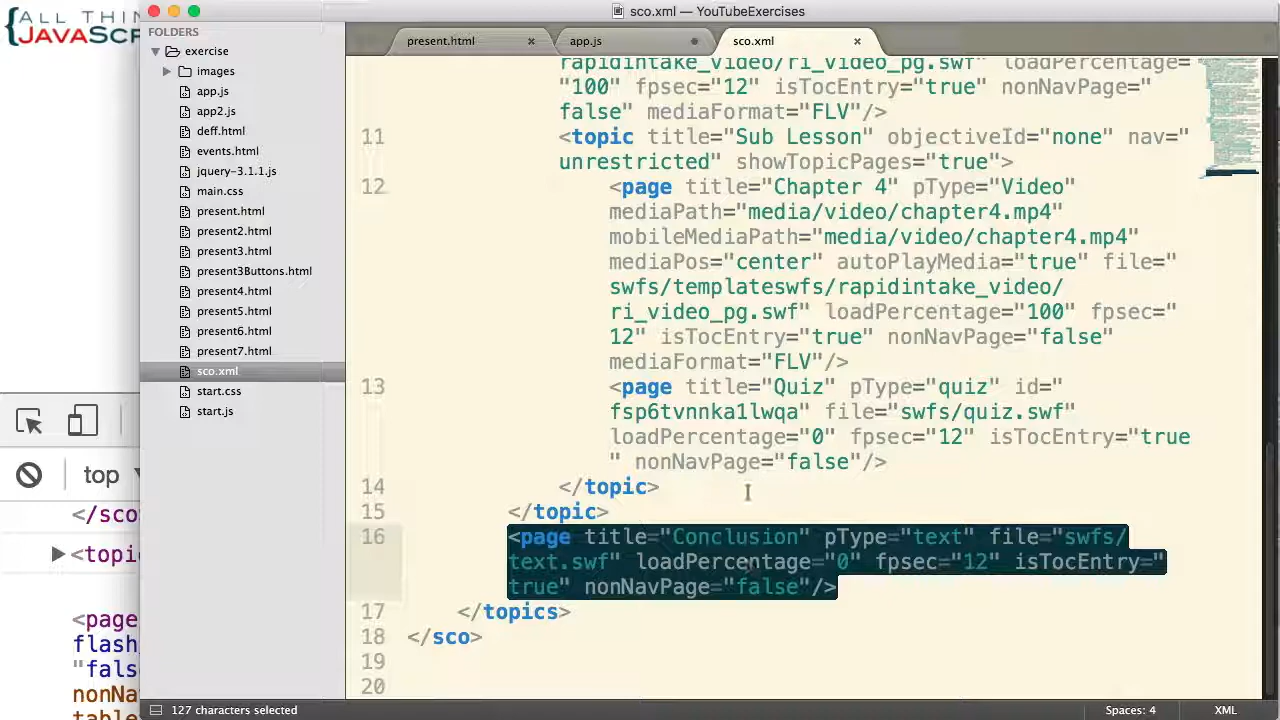 ALL THIN
JAVASCR
sco.xml — YouTubeExercises
FOLDERS
exercise
images
app.js
app2.js
deff.html
events.html
jquery-3.1.1.js
main.css
present.html
present2.html
present3.html
present3Buttons.html
present4.html
present5.html
present6.html
present7.html
sco.xml
start.css
start.js
present.html
app.js
sco.xml
rapidintake_video/ri_video_pg.swf" loadPercentage=
"100" fpsec="12" isTocEntry="true" nonNavPage="
false" mediaFormat="FLV"/>
11 <topic title="Sub Lesson" objectiveId="none" nav="
unrestricted" showTopicPages="true">
12 <page title="Chapter 4" pType="Video"
mediaPath="media/video/chapter4.mp4"
mobileMediaPath="media/video/chapter4.mp4"
mediaPos="center" autoPlayMedia="true" file="
swfs/templateswfs/rapidintake_video/
ri_video_pg.swf" loadPercentage="100" fpsec="
12" isTocEntry="true" nonNavPage="false"
mediaFormat="FLV"/>
13 <page title="Quiz" pType="quiz" id="
fsp6tvnnka1lwqa" file="swfs/quiz.swf"
loadPercentage="0" fpsec="12" isTocEntry="true
" nonNavPage="false"/>
14 </topic>
15 </topic>
16 <page title="Conclusion" pType="text" file="swfs/
text.swf" loadPercentage="0" fpsec="12" isTocEntry="
true" nonNavPage="false"/>
17 </topics>
18 </sco>
19
20
top
</sco
<topi
<page
flash
"fals
nonNa
table
127 characters selected
Spaces: 4
XML